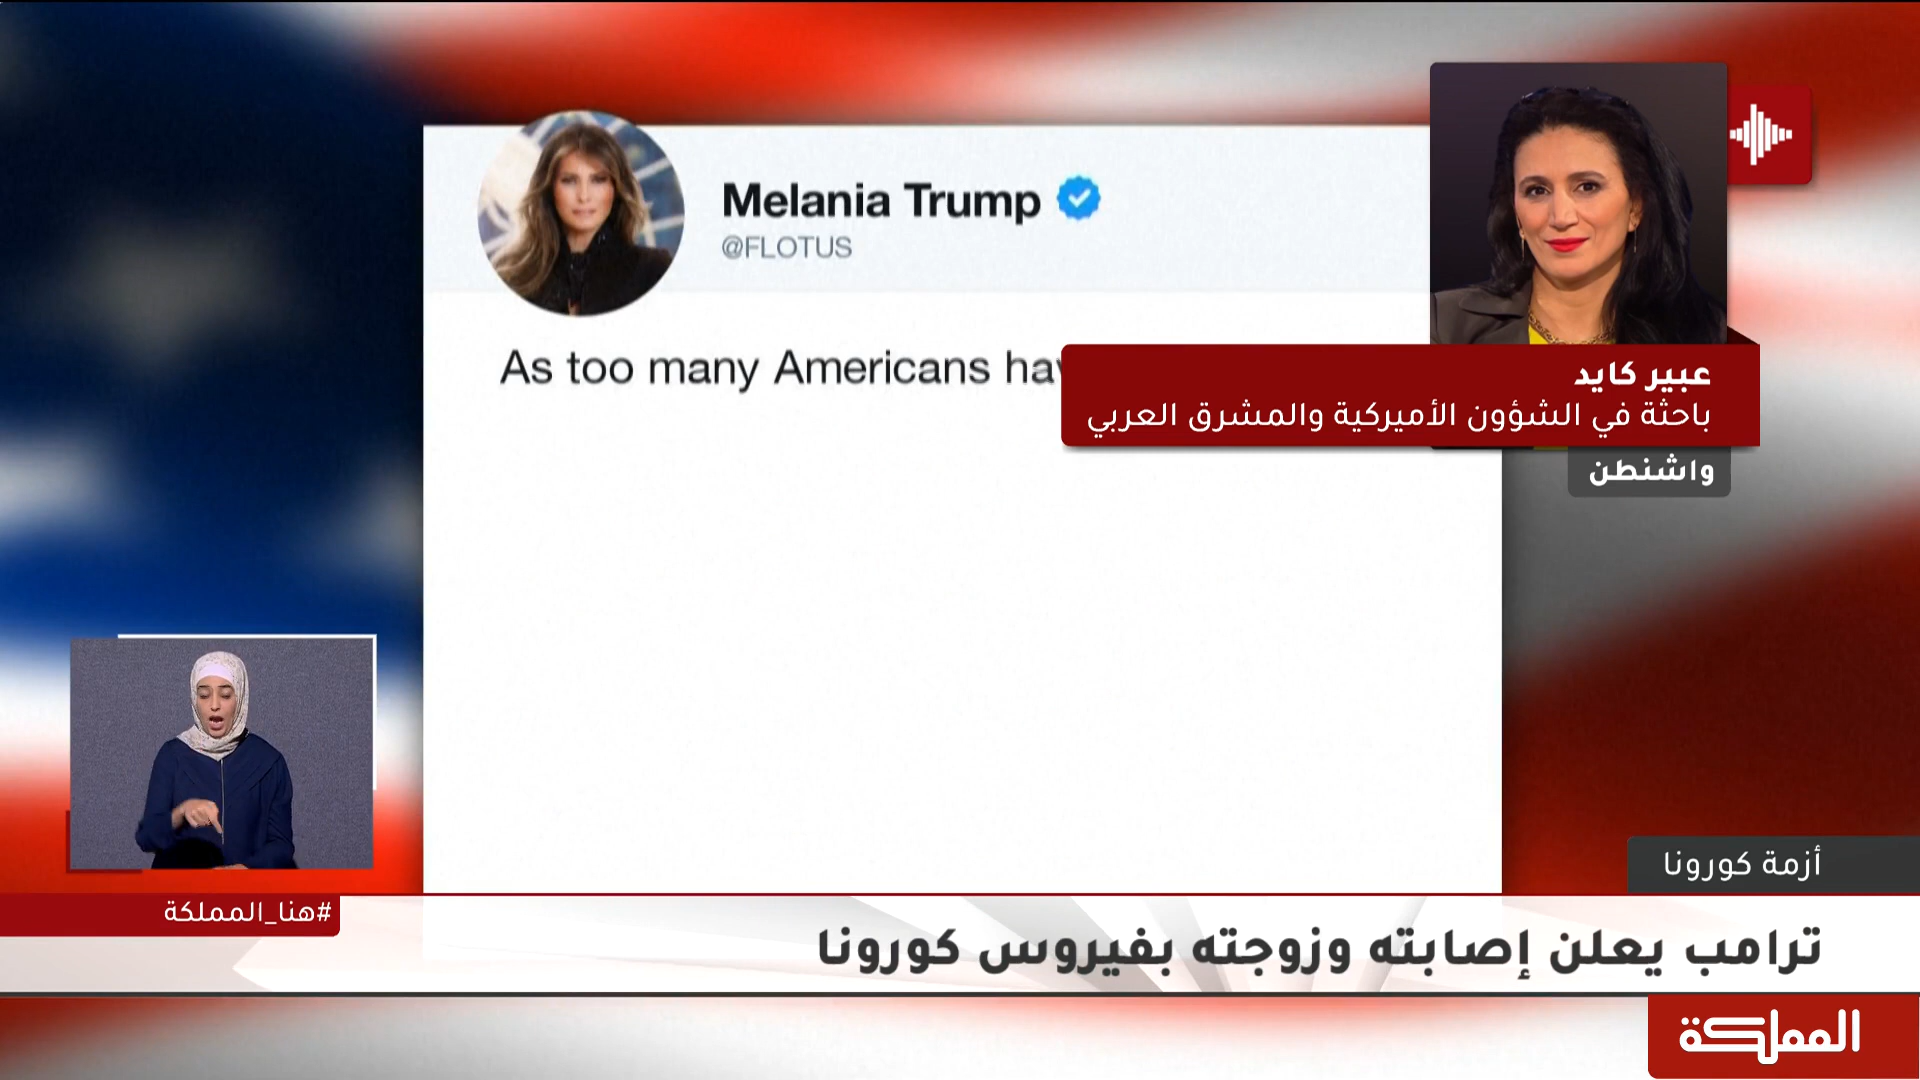 Melania Trump
@FLOTUS
As too many Americans
عبير كايد
باحثة في الشؤون الأميركية والمشرق العربي
واشنطن
أزمة كورونا
#هنا_المملكة
ترامب يعلن إصابته وزوجته بفيروس كورونا
المملكة